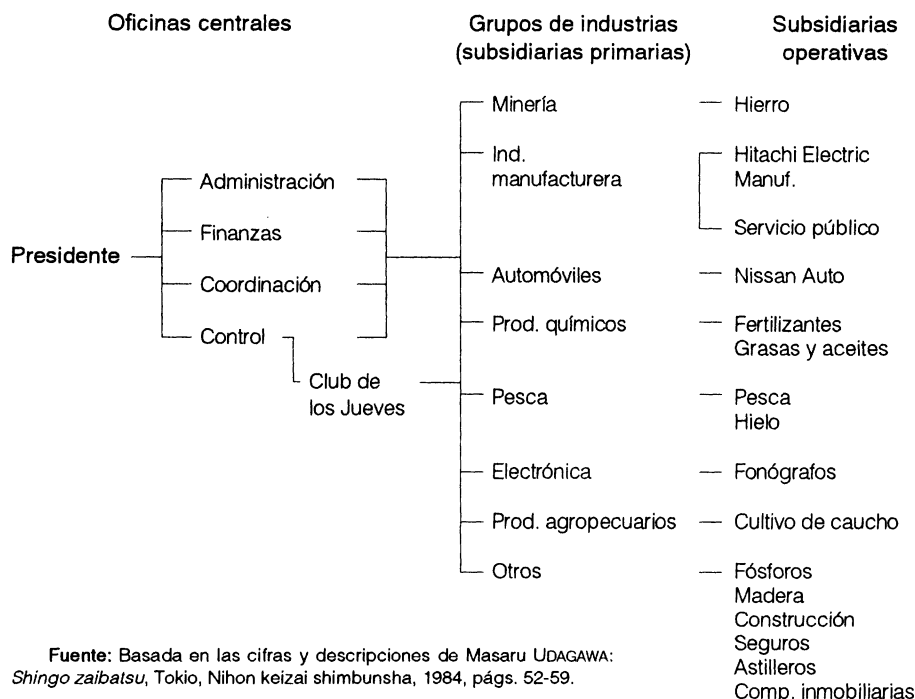 Oficinas centrales
Grupos de industrias
(subsidiarias primarias)
Subsidiarias
operativas
Presidente
Administración
Finanzas
Coordinación
Control
Club de
los Jueves
Minería
Hierro
Ind.
manufacturera
Hitachi Electric
Manuf.
Servicio público
Automóviles
Nissan Auto
Prod. químicos
Fertilizantes
Grasas y aceites
Pesca
Pesca
Hielo
Electrónica
Fonógrafos
Prod. agropecuarios
Cultivo de caucho
Otros
Fósforos
Madera
Construcción
Seguros
Astilleros
Comp. inmobiliarias
Fuente: Basada en las cifras y descripciones de Masaru UDAGAWA:
Shingo zaibatsu, Tokio, Nihon keizai shimbunsha, 1984, págs. 52-59.